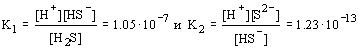 K₁ = [H⁺][HS⁻] / [H₂S] = 1.05·10⁻⁷ и K₂ = [H⁺][S²⁻] / [HS⁻] = 1.23·10⁻¹³